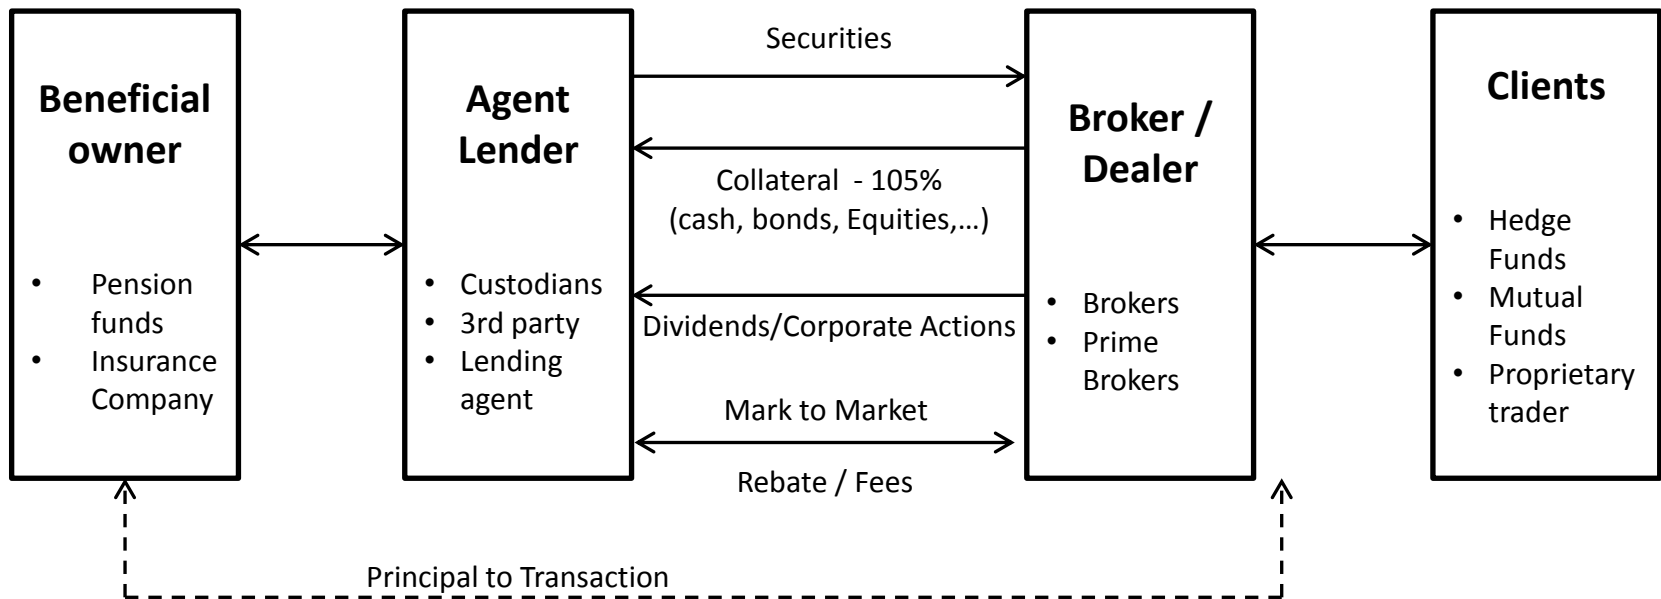 Beneficial
owner
• Pension
funds
• Insurance
Company
Agent
Lender
• Custodians
• 3rd party
• Lending
agent
Securities
Collateral - 105%
(cash, bonds, Equities,...)
Dividends/Corporate Actions
Mark to Market
Rebate / Fees
Broker /
Dealer
• Brokers
• Prime
Brokers
Clients
• Hedge
Funds
• Mutual
Funds
• Proprietary
trader
Principal to Transaction